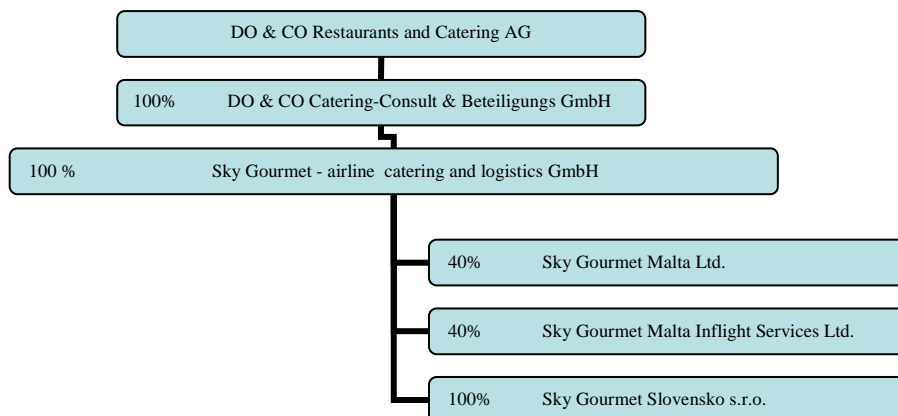 DO & CO Restaurants and Catering AG
100% DO & CO Catering-Consult & Beteiligungs GmbH
100 % Sky Gourmet - airline catering and logistics GmbH
40% Sky Gourmet Malta Ltd.
40% Sky Gourmet Malta Inflight Services Ltd.
100% Sky Gourmet Slovensko s.r.o.